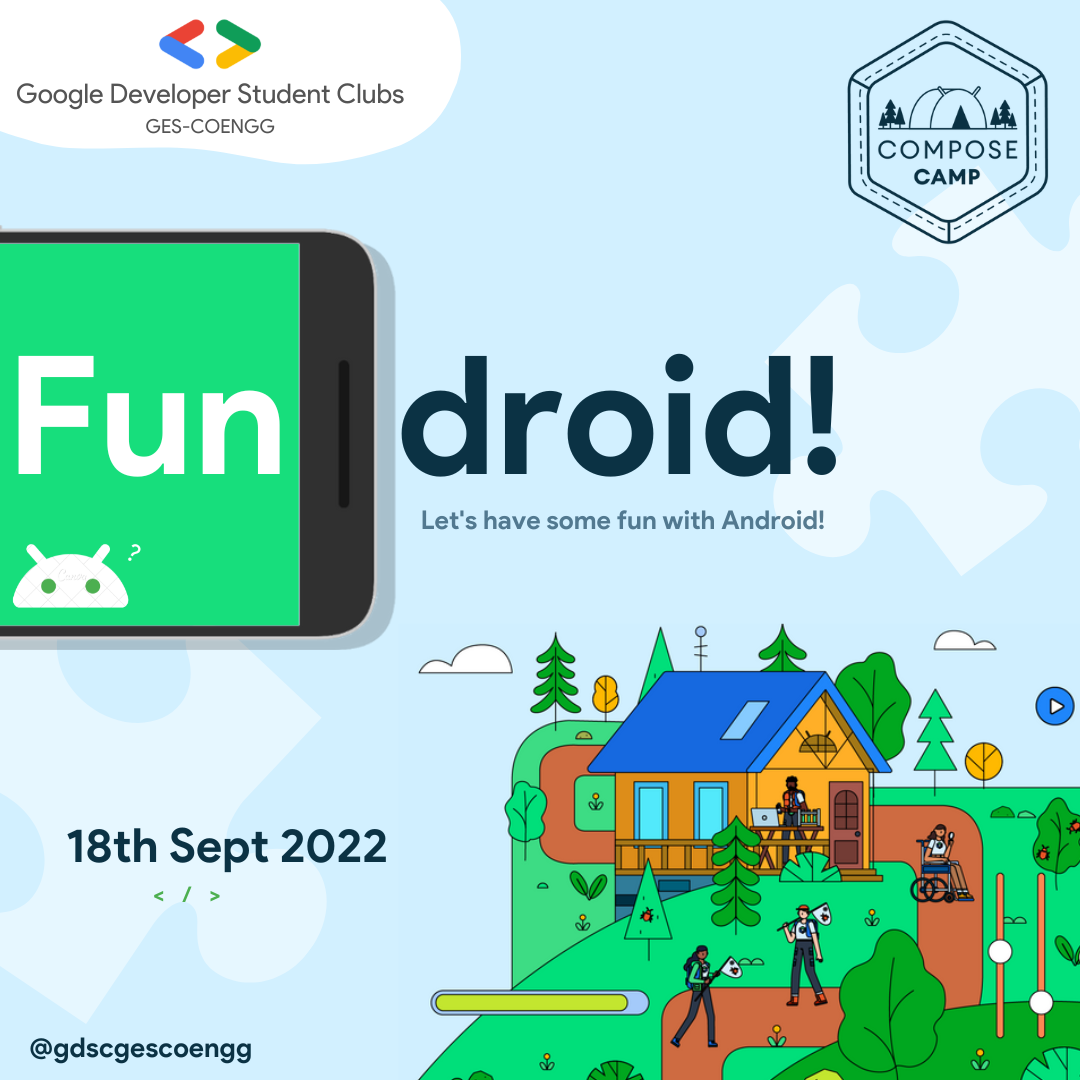 Google Developer Student Clubs
GES-COENGG
COMPOSE
CAMP
Fun droid!
Let's have some fun with Android!
?
18th Sept 2022
< / >
@gdscgescoengg